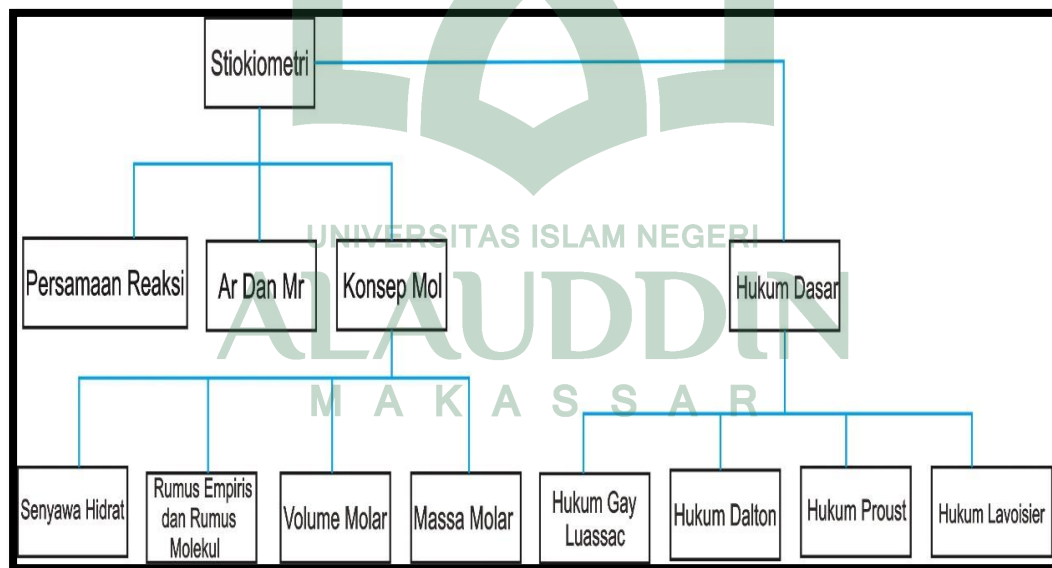 Stiokiometri
Persamaan Reaksi
Ar Dan Mr
Konsep Mol
Hukum Dasar
UNIVERSITAS ISLAM NEGERI
ALAUDDIN
MAKASSAR
Senyawa Hidrat
Rumus Empiris
dan Rumus
Molekul
Volume Molar
Massa Molar
Hukum Gay
Luassac
Hukum Dalton
Hukum Proust
Hukum Lavoisier